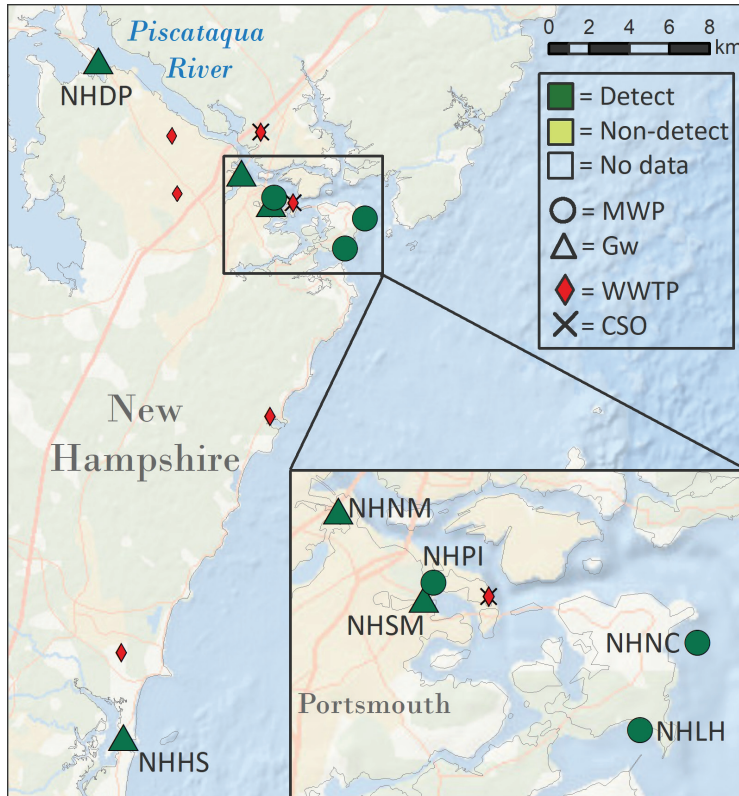 Piscataqua
River
NHDP
0 2 4 6 8
km
= Detect
= Non-detect
= No data
= MWP
= Gw
= WWTP
= CSO
New
Hampshire
NHNM
NHPI
NHSM
NHNC
Portsmouth
NHLH
NHHS